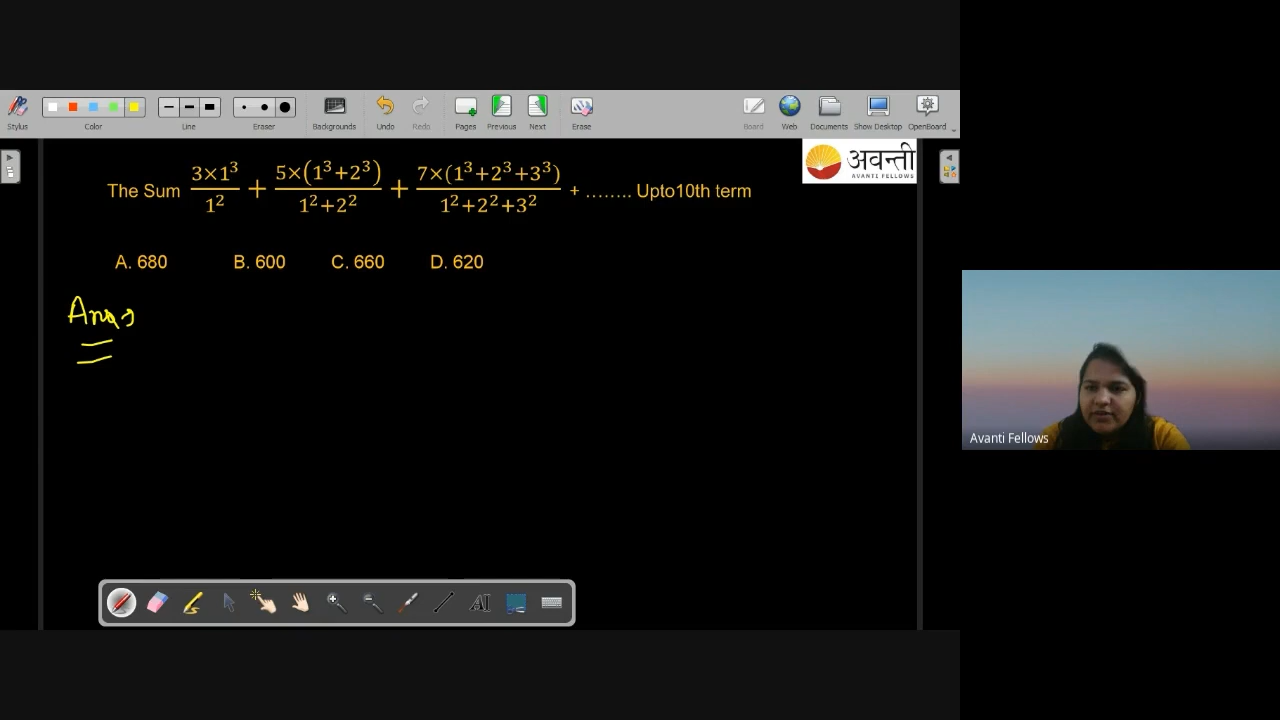 Stylus Color Line Eraser Backgrounds Undo Redo Pages Previous Next Erase Board Web Documents Show Desktop OpenBoard
अवन्ती
AVANTI FELLOWS
The Sum 3×1³/1² + 5×(1³+2³)/1²+2² + 7×(1³+2³+3³)/1²+2²+3² + ........ Upto10th term
A. 680 B. 600 C. 660 D. 620
Ans
Avanti Fellows
AI